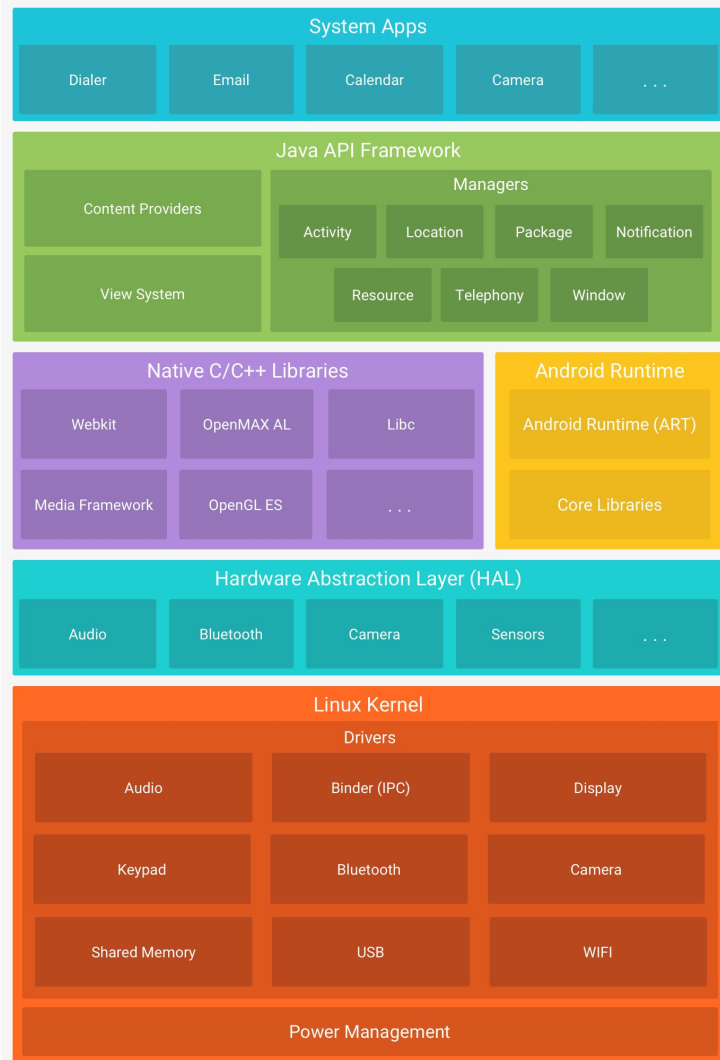 System Apps
Dialer
Email
Calendar
Camera
. . .
Java API Framework
Content Providers
View System
Managers
Activity
Location
Package
Notification
Resource
Telephony
Window
Native C/C++ Libraries
Webkit
OpenMAX AL
Libc
Media Framework
OpenGL ES
. . .
Android Runtime
Android Runtime (ART)
Core Libraries
Hardware Abstraction Layer (HAL)
Audio
Bluetooth
Camera
Sensors
. . .
Linux Kernel
Drivers
Audio
Binder (IPC)
Display
Keypad
Bluetooth
Camera
Shared Memory
USB
WIFI
Power Management